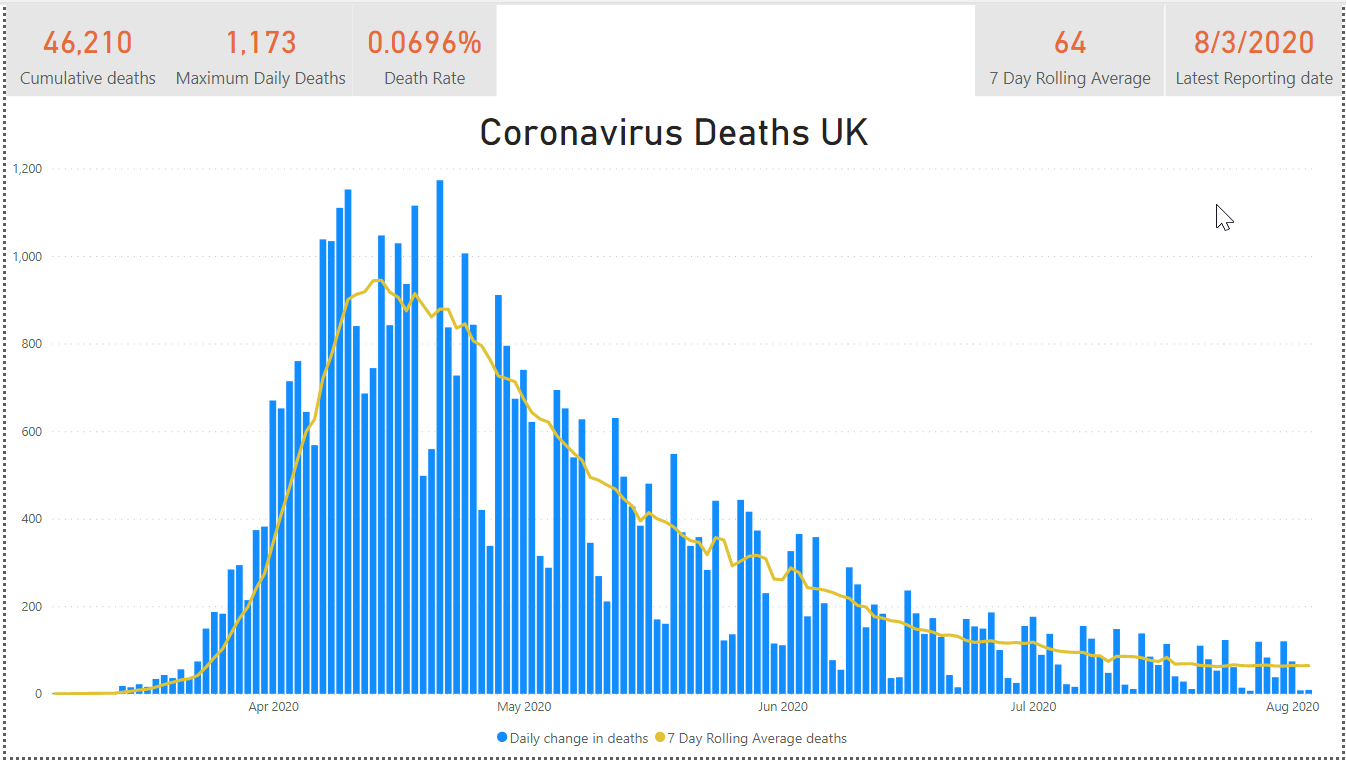 46,210 1,173 0.0696% 64 8/3/2020
Cumulative deaths Maximum Daily Deaths Death Rate 7 Day Rolling Average Latest Reporting date
Coronavirus Deaths UK
1,200
1,000
800
600
400
200
0
Apr 2020 May 2020 Jun 2020 Jul 2020 Aug 2020
Daily change in deaths 7 Day Rolling Average deaths